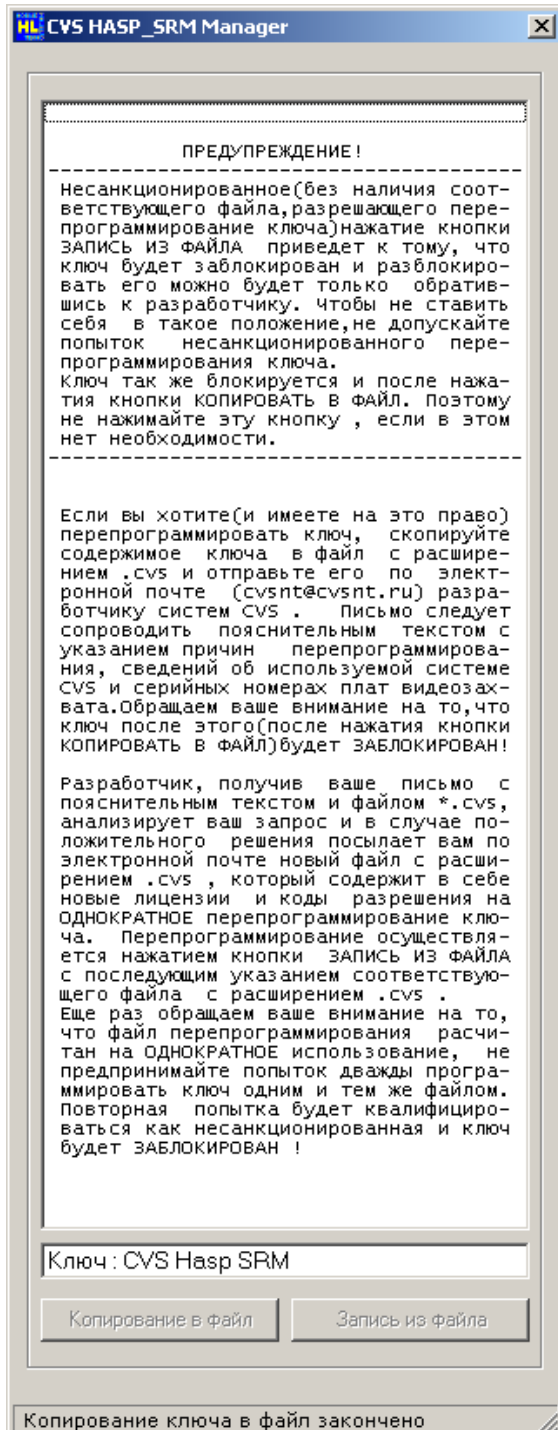 CVS HASP_SRM Manager
ПРЕДУПРЕЖДЕНИЕ!
---------------------------------------
Несанкционированное(без наличия соот-
ветствующего файла,разрешающего пере-
программирование ключа)нажатие кнопки
ЗАПИСЬ ИЗ ФАЙЛА приведет к тому, что
ключ будет заблокирован и разблокиро-
вать его можно будет только обратив-
шись к разработчику. Чтобы не ставить
себя в такое положение,не допускайте
попыток несанкционированного пере-
программирования ключа.
Ключ так же блокируется и после нажа-
тия кнопки КОПИРОВАТЬ В ФАЙЛ. Поэтому
не нажимайте эту кнопку , если в этом
нет необходимости.
---------------------------------------
Если вы хотите(и имеете на это право)
перепрограммировать ключ, скопируйте
содержимое ключа в файл с расшире-
нием .cvs и отправьте его по элект-
ронной почте (cvsnt@cvsnt.ru) разра-
ботчику систем CVS . Письмо следует
сопроводить пояснительным текстом с
указанием причин перепрограммирова-
ния, сведений об используемой системе
CVS и серийных номерах плат видеозах-
вата.Обращаем ваше внимание на то,что
ключ после этого(после нажатия кнопки
КОПИРОВАТЬ В ФАЙЛ)будет ЗАБЛОКИРОВАН!
Разработчик, получив ваше письмо с
пояснительным текстом и файлом *.cvs,
анализирует ваш запрос и в случае по-
ложительного решения посылает вам по
электронной почте новый файл с расши-
рением .cvs , который содержит в себе
новые лицензии и коды разрешения на
ОДНОКРАТНОЕ перепрограммирование клю-
ча. Перепрограммирование осуществля-
ется нажатием кнопки ЗАПИСЬ ИЗ ФАЙЛА
с последующим указанием соответствую-
щего файла с расширением .cvs .
Еще раз обращаем ваше внимание на то,
что файл перепрограммирования расчи-
тан на ОДНОКРАТНОЕ использование, не
предпринимайте попыток дважды програ-
ммировать ключ одним и тем же файлом.
Повторная попытка будет квалифициро-
ваться как несанкционированная и ключ
будет ЗАБЛОКИРОВАН !
Ключ : CVS Hasp SRM
Копирование в файл Запись из файла
Копирование ключа в файл закончено